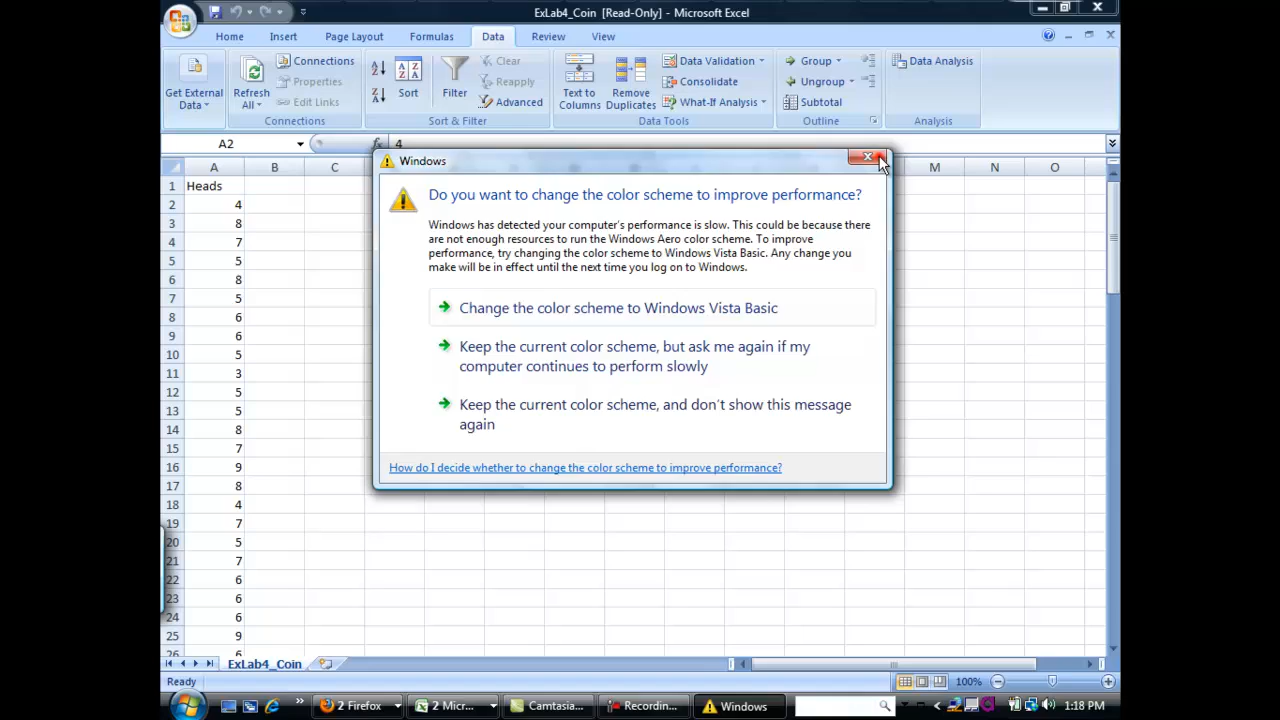 ExLab4_Coin [Read-Only] - Microsoft Excel
Home Insert Page Layout Formulas Data Review View
Get External Data
Refresh All
Connections
Properties
Edit Links
Connections
Sort
Filter
Clear
Reapply
Advanced
Sort & Filter
Text to Columns
Remove Duplicates
Data Validation
Consolidate
What-If Analysis
Data Tools
Group
Ungroup
Subtotal
Outline
Data Analysis
Analysis
A2 fx 4
A B C M N O
1 Heads
2 4
3 8
4 7
5 5
6 8
7 5
8 6
9 6
10 5
11 3
12 5
13 5
14 8
15 7
16 9
17 8
18 4
19 7
20 5
21 7
22 6
23 6
24 6
25 9
26 6
Windows
Do you want to change the color scheme to improve performance?
Windows has detected your computer's performance is slow. This could be because there
are not enough resources to run the Windows Aero color scheme. To improve
performance, try changing the color scheme to Windows Vista Basic. Any change you
make will be in effect until the next time you log on to Windows.
Change the color scheme to Windows Vista Basic
Keep the current color scheme, but ask me again if my
computer continues to perform slowly
Keep the current color scheme, and don't show this message
again
How do I decide whether to change the color scheme to improve performance?
ExLab4_Coin
Ready 100%
2 Firefox 2 Micr... Camtasia... Recordin... Windows 1:18 PM